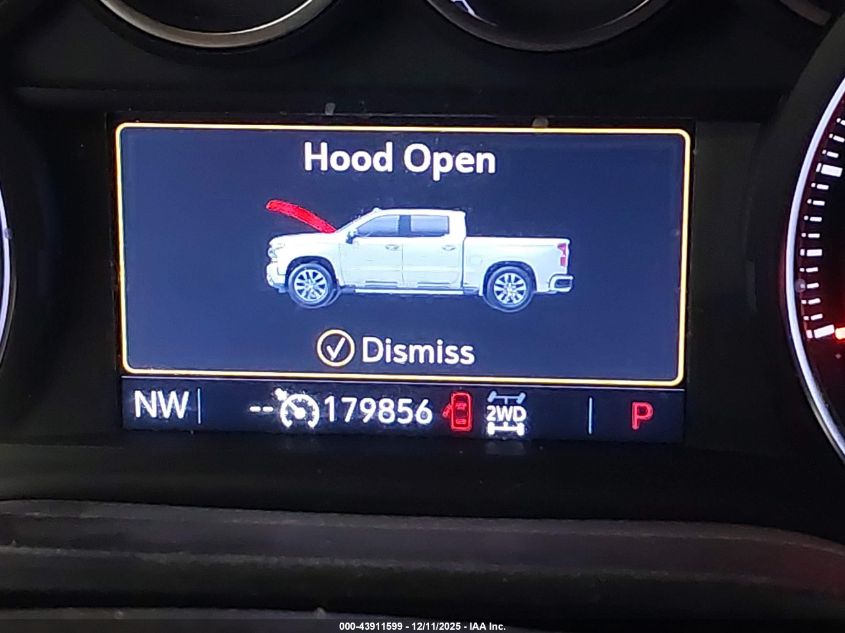 Hood Open
Dismiss
NW -- 179856 2WD P
000-43911599 - 12/11/2025 - IAA Inc.